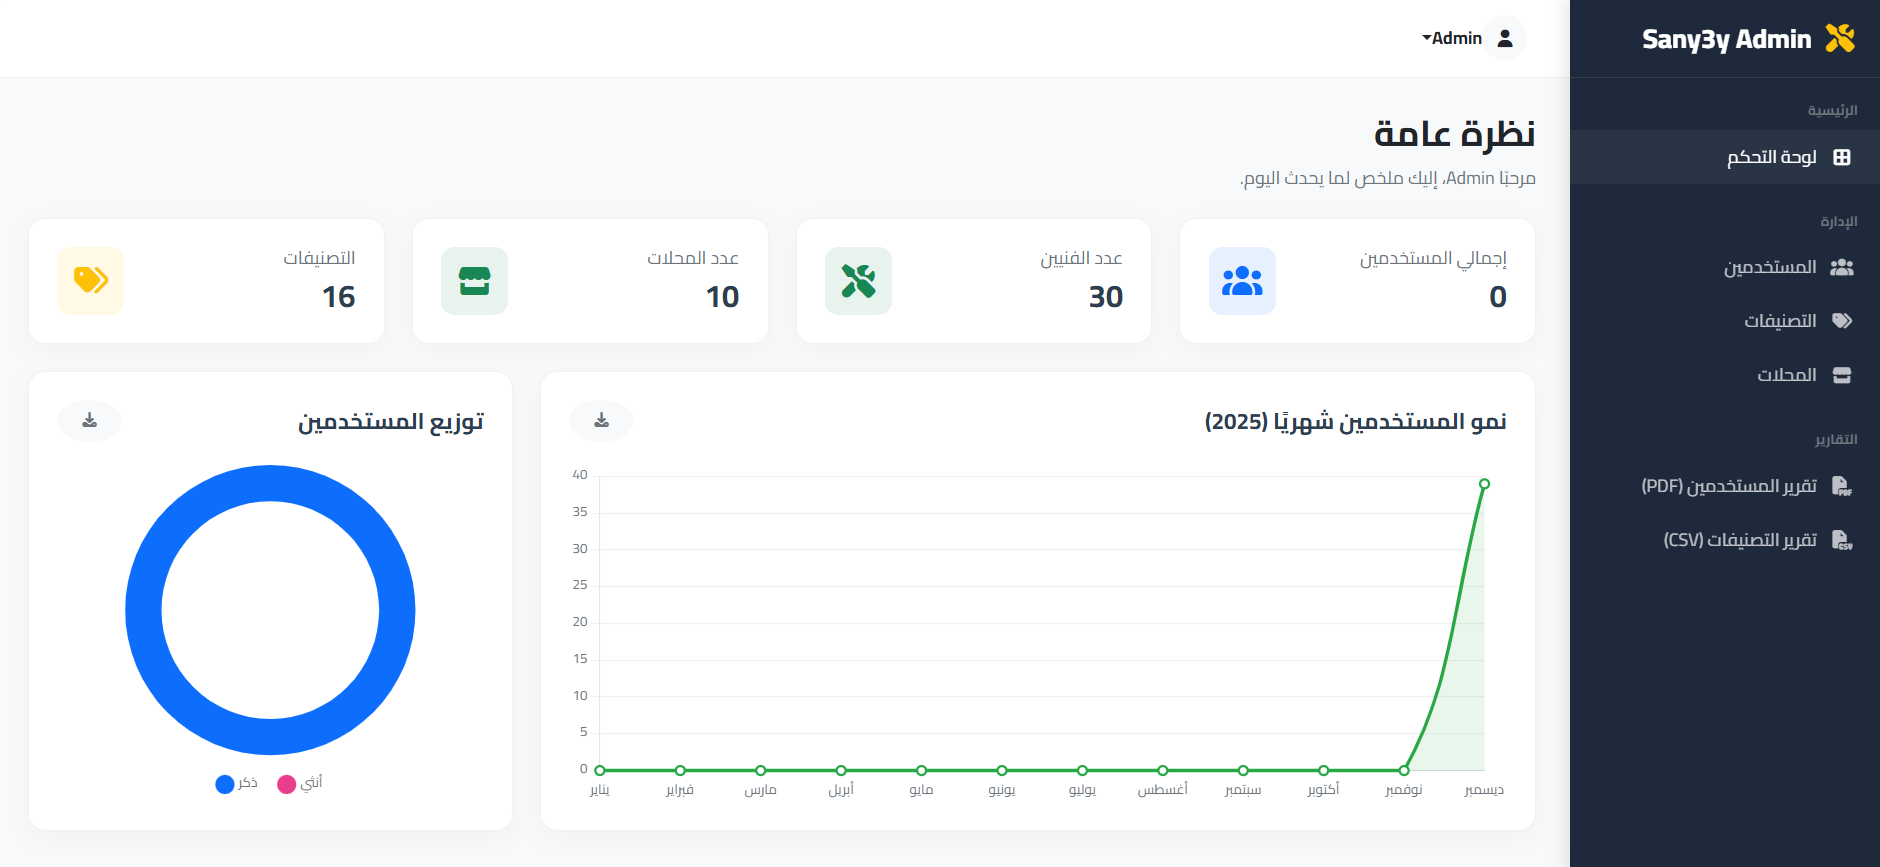 Sany3y Admin
الرئيسية
لوحة التحكم
الإدارة
المستخدمين
التصنيفات
المحلات
التقارير
تقرير المستخدمين (PDF)
تقرير التصنيفات (CSV)
Admin
نظرة عامة
مرحبًا Admin، إليك ملخص لما يحدث اليوم.
إجمالي المستخدمين
0
عدد الفنيين
30
عدد المحلات
10
التصنيفات
16
نمو المستخدمين شهريًا (2025)
40
35
30
25
20
15
10
5
0
يناير
فبراير
مارس
أبريل
مايو
يونيو
يوليو
أغسطس
سبتمبر
أكتوبر
نوفمبر
ديسمبر
توزيع المستخدمين
أنثي
ذكر
PDF
CSV